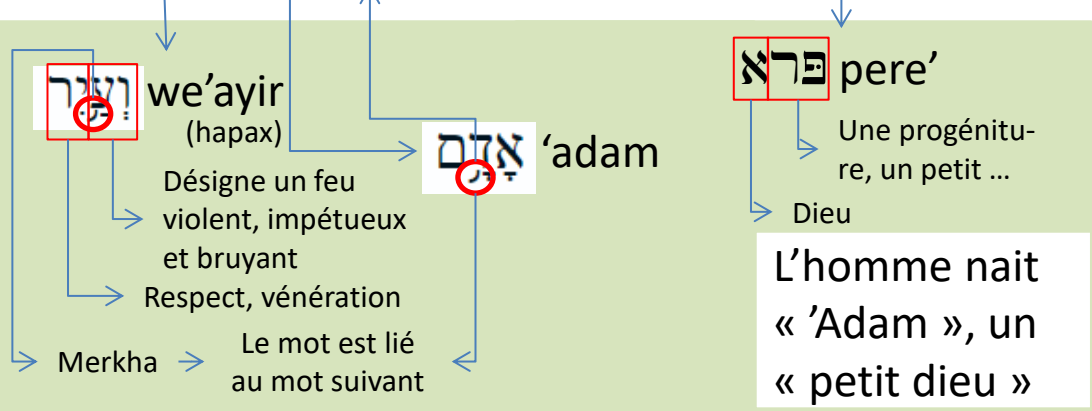 וְעַ֥יִר we’ayir
(hapax)
Désigne un feu
violent, impétueux
et bruyant
Respect, vénération
Merkha
Le mot est lié
au mot suivant
אָדָ֥ם ‘adam
פרא pere’
Une progénitu-
re, un petit …
Dieu
L’homme nait
« ’Adam », un
« petit dieu »